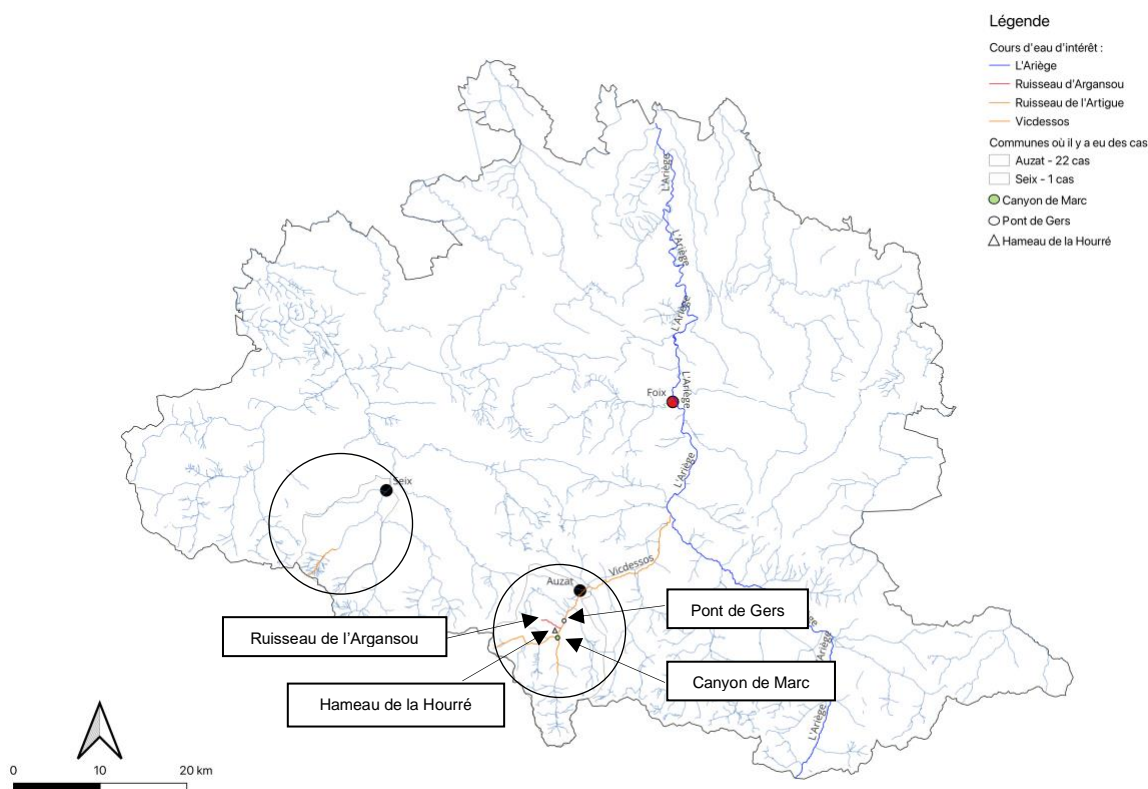 Légende
Cours d'eau d'intérêt :
L'Ariège
Ruisseau d'Argansou
Ruisseau de l'Artigue
Vicdessos
Communes où il y a eu des cas
Auzat - 22 cas
Seix - 1 cas
Canyon de Marc
Pont de Gers
Hameau de la Hourré
L'Ariège
L'Ariège
L'Ariège
Foix
L'Ariège
L'Ariège
Seix
Vicdessos
Auzat
Pont de Gers
Ruisseau de l'Argansou
Canyon de Marc
Hameau de la Hourré
L'Ariège
L'Ariège
0 10 20 km